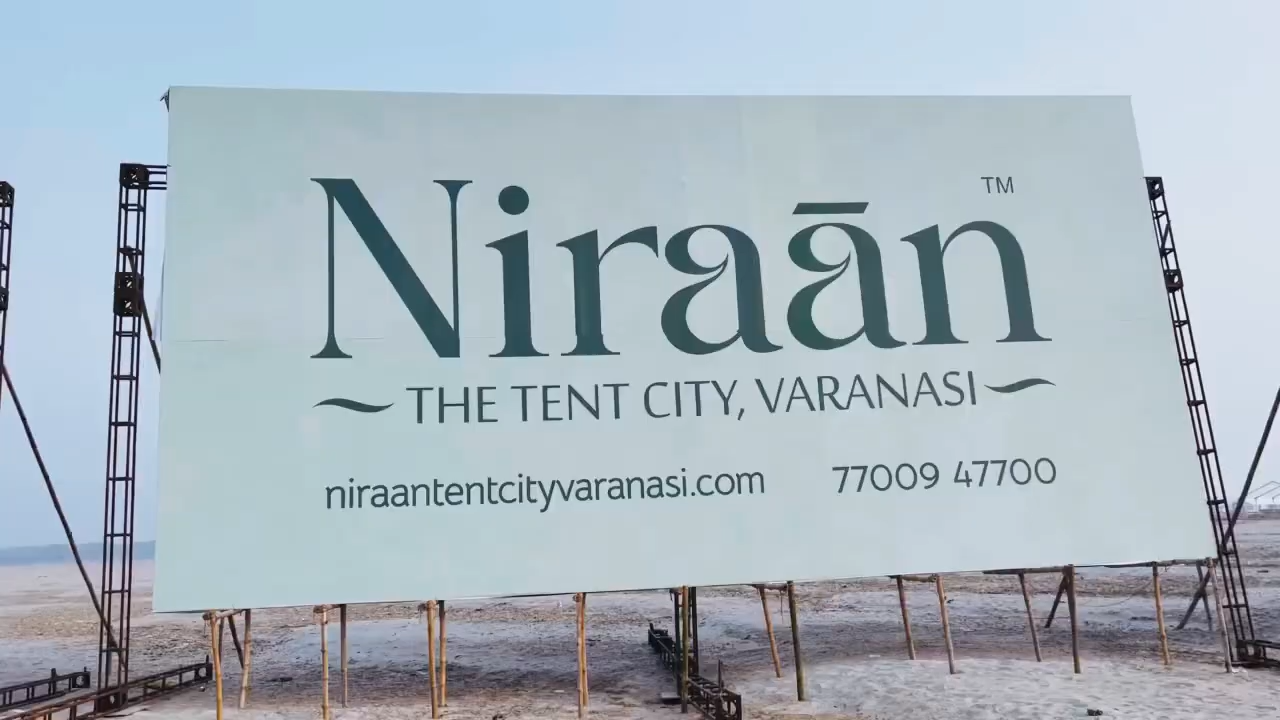 Niraān™
~ THE TENT CITY, VARANASI ~
niraantentcityvaranasi.com 77009 47700